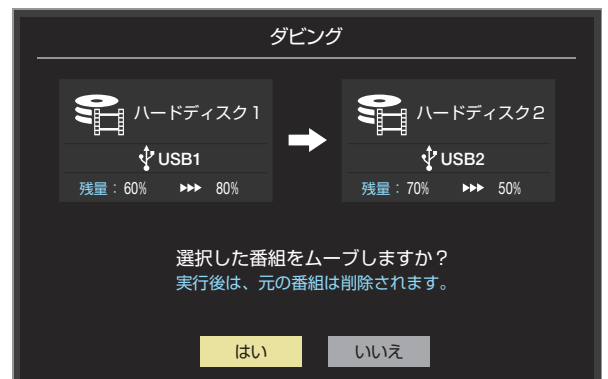 ダビング
ハードディスク1
USB1
残量：60% ▸▸▸ 80%
ハードディスク2
USB2
残量：70% ▸▸▸ 50%
選択した番組をムーブしますか？
実行後は、元の番組は削除されます。
はい
いいえ